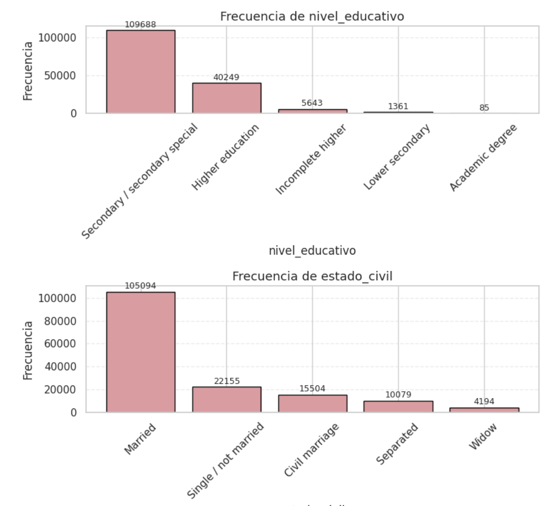 Frecuencia de nivel_educativo
Frecuencia
100000
50000
0
109688
40249
5643
1361
85
Secondary / secondary special
Higher education
Incomplete higher
Lower secondary
Academic degree
nivel_educativo
Frecuencia de estado_civil
Frecuencia
100000
80000
60000
40000
20000
0
105094
22155
15504
10079
4194
Married
Single / not married
Civil marriage
Separated
Widow